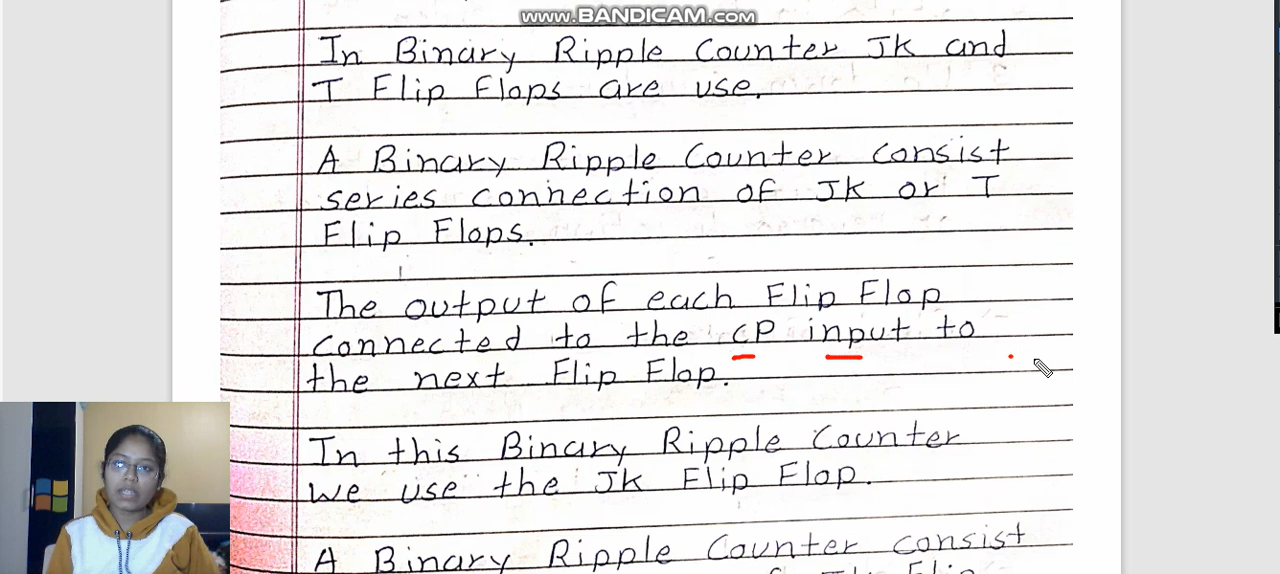 www.BANDICAM.com
In Binary Ripple Counter JK and
T Flip Flops are use.
A Binary Ripple Counter consist
series connection of JK or T
Flip Flops.
The output of each Flip Flop
connected to the CP input to
the next Flip Flop.
In this Binary Ripple Counter
we use the JK Flip Flop.
A Binary Ripple Counter consist